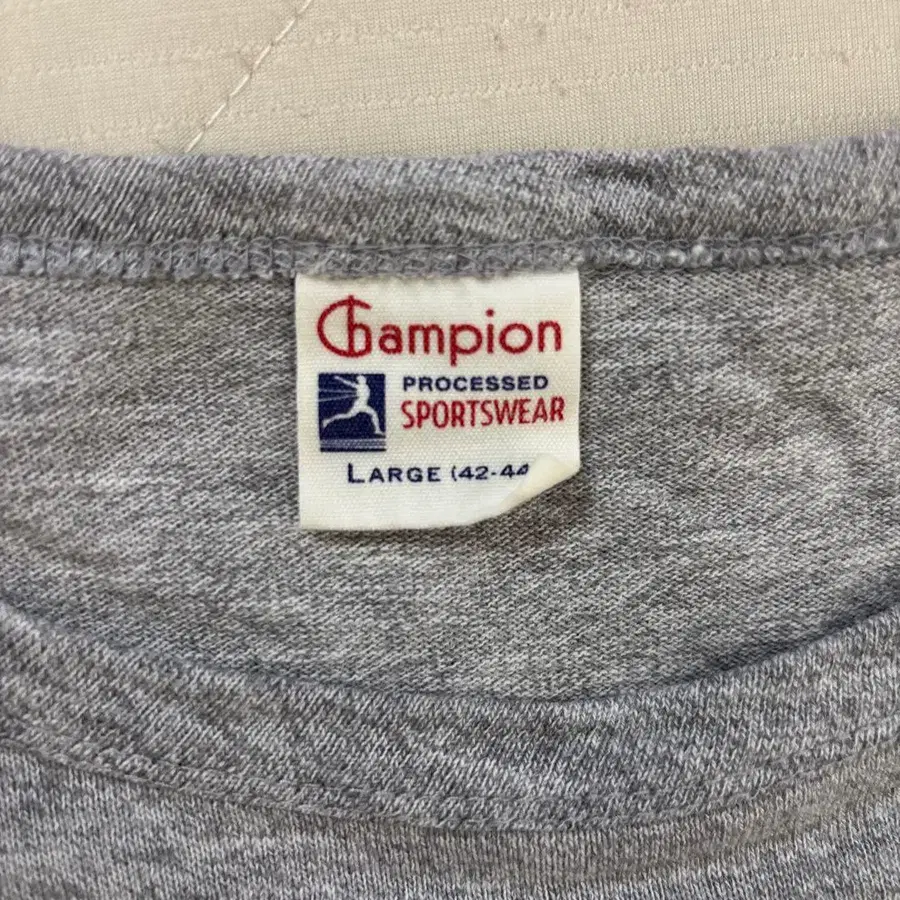 Champion
PROCESSED
SPORTSWEAR
LARGE (42-44